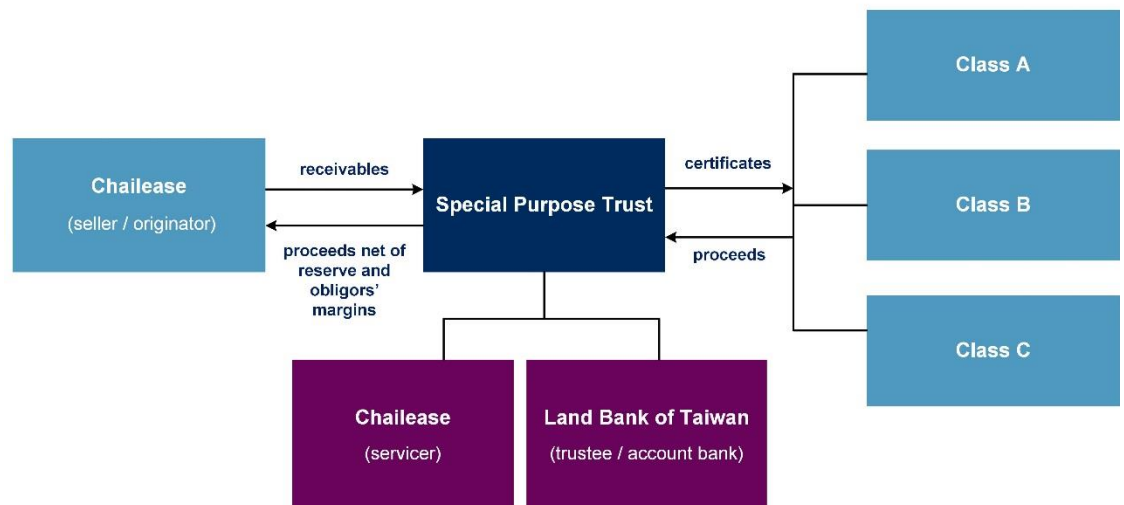 Chailease
(seller / originator)
receivables
proceeds net of
reserve and
obligors'
margins
Special Purpose Trust
certificates
proceeds
Class A
Class B
Class C
Chailease
(servicer)
Land Bank of Taiwan
(trustee / account bank)